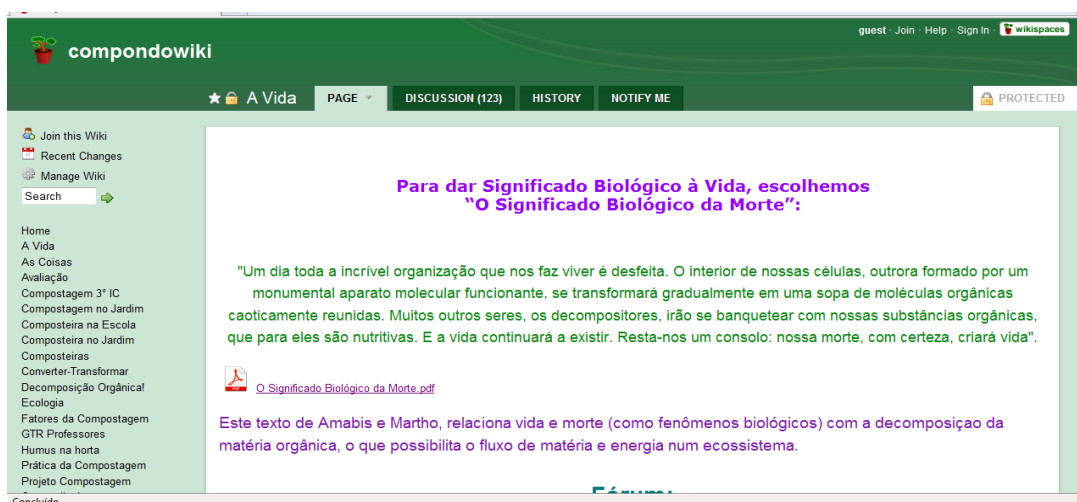 guest · Join · Help · Sign In · wikispaces
compondowiki
A Vida PAGE DISCUSSION (123) HISTORY NOTIFY ME PROTECTED
Join this Wiki
Recent Changes
Manage Wiki
Search
Home
A Vida
As Coisas
Avaliação
Compostagem 3° IC
Compostagem no Jardim
Composteira na Escola
Composteira no Jardim
Composteiras
Converter-Transformar
Decomposição Orgânica!
Ecologia
Fatores da Compostagem
GTR Professores
Humus na horta
Prática da Compostagem
Projeto Compostagem
Para dar Significado Biológico à Vida, escolhemos
“O Significado Biológico da Morte”:
"Um dia toda a incrível organização que nos faz viver é desfeita. O interior de nossas células, outrora formado por um
monumental aparato molecular funcionante, se transformará gradualmente em uma sopa de moléculas orgânicas
caoticamente reunidas. Muitos outros seres, os decompositores, irão se banquetear com nossas substâncias orgânicas,
que para eles são nutritivas. E a vida continuará a existir. Resta-nos um consolo: nossa morte, com certeza, criará vida".
O Significado Biológico da Morte.pdf
Este texto de Amabis e Martho, relaciona vida e morte (como fenômenos biológicos) com a decomposiçao da
matéria orgânica, o que possibilita o fluxo de matéria e energia num ecossistema.
Fórum:
Concluído